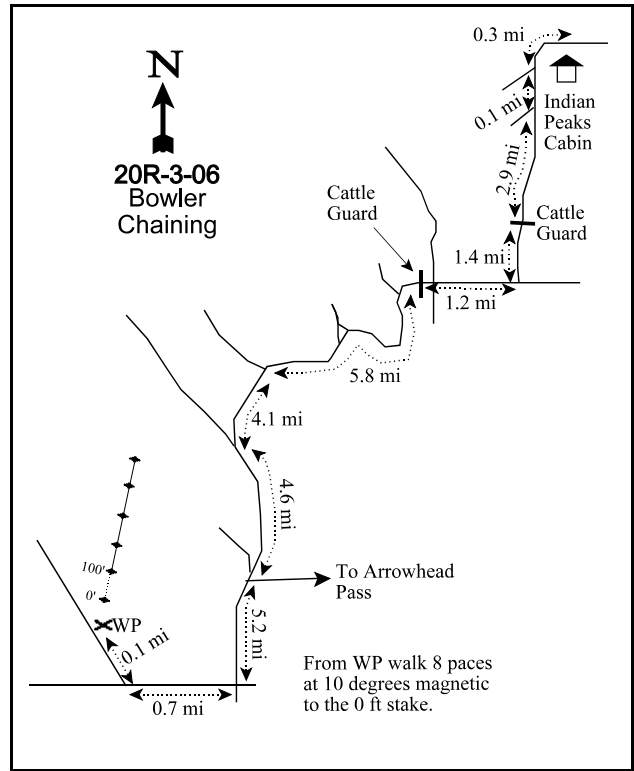 0.3 mi
N
Indian
Peaks
Cabin
0.1 mi
20R-3-06
Bowler
Chaining
2.9 mi
Cattle
Guard
Cattle
Guard
1.4 mi
1.2 mi
5.8 mi
4.1 mi
4.6 mi
100'
0'
To Arrowhead
Pass
WP
0.1 mi
5.2 mi
From WP walk 8 paces
at 10 degrees magnetic
to the 0 ft stake.
0.7 mi